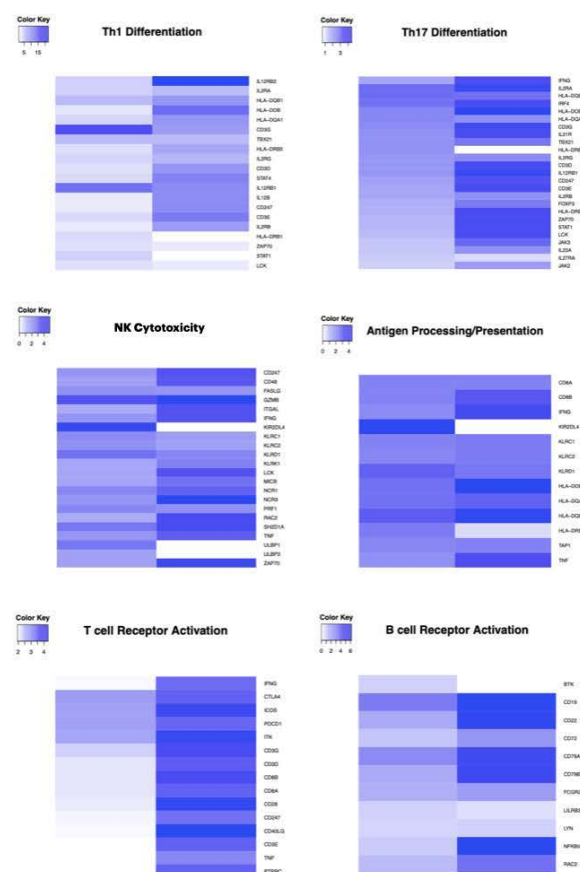 Color Key
5 15
Th1 Differentiation
IL12RB2
IL2RA
HLA-DQB1
HLA-DOB
HLA-DQA1
CD3G
TBX21
HLA-DRB5
IL2RG
CD3D
STAT4
IL12RB1
IL12B
CD247
CD3E
IL2RB
HLA-DRB1
ZAP70
STAT1
LCK
Color Key
1 3
Th17 Differentiation
IFNG
IL2RA
IRF4
CD3G
IL21R
TBX21
IL2RG
CD3D
IL12RB1
CD247
CD3E
IL2RB
FOXP3
ZAP70
STAT1
LCK
JAK3
IL23A
IL27RA
JAK2
Color Key
0 2 4
NK Cytotoxicity
CD247
CD48
FASLG
GZMB
ITGAL
IFNG
KIR2DL4
KLRC1
KLRC2
KLRD1
KLRK1
LCK
MICB
NCR1
NCR3
PRF1
RAC2
SH2D1A
TNF
ULBP1
ULBP3
ZAP70
Color Key
0 2 4
Antigen Processing/Presentation
CD8A
CD8B
IFNG
KIR2DL4
KLRC1
KLRC2
KLRD1
TAP1
TNF
Color Key
2 3 4
T cell Receptor Activation
IFNG
CTLA4
ICOS
PDCD1
ITK
CD3G
CD3D
CD8B
CD8A
CD28
CD247
CD40LG
CD3E
TNF
PTPRC
Color Key
0 2 4 6
B cell Receptor Activation
BTK
CD19
CD22
CD72
CD79A
CD79B
LYN
RAC2